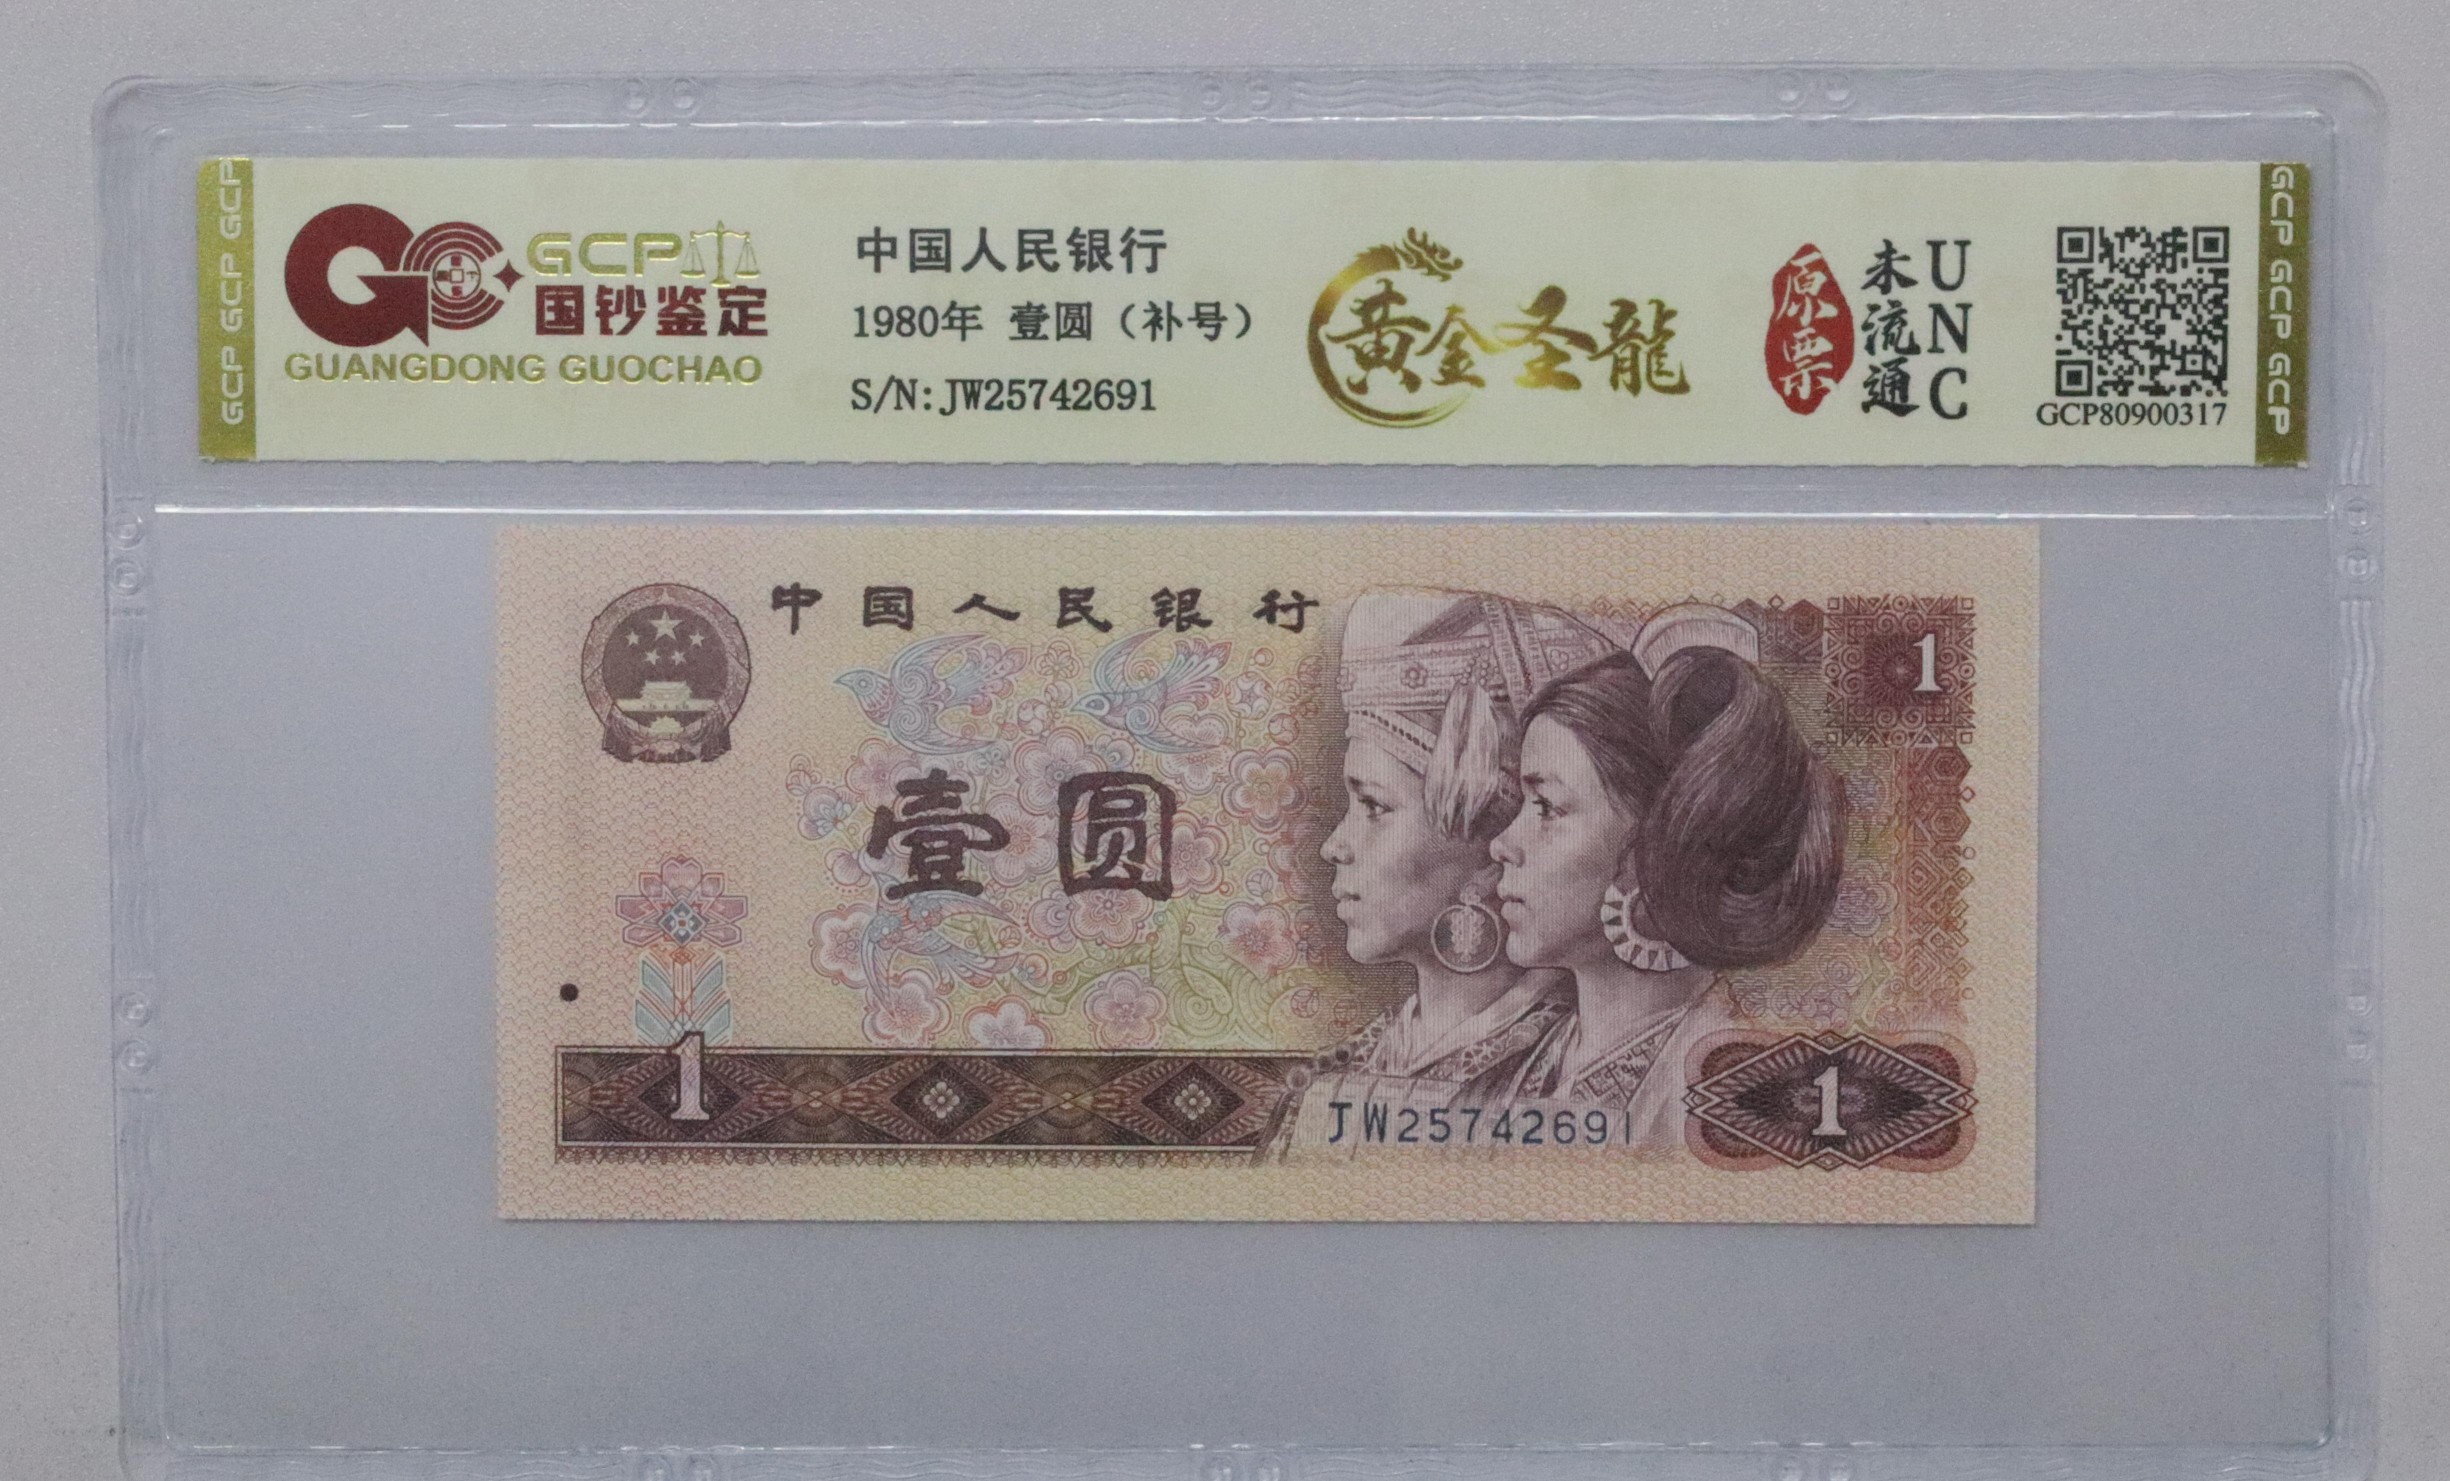 GCP GCP GCP
GCP
国钞鉴定
GUANGDONG GUOCHAO
中国人民银行
1980年 壹圆（补号）
S/N:JW25742691
黄金圣龍
原票
未流通
UNC
GCP80900317
GCP GCP GCP
中国人民银行
1
壹圆
1
JW25742691
1